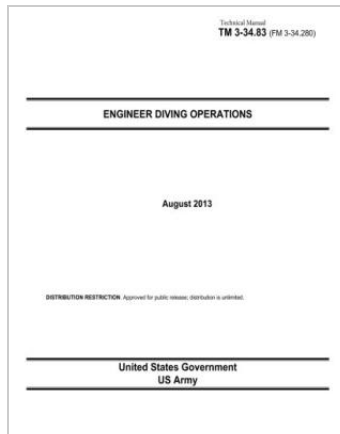 Technical Manual
TM 3-34.83 (FM 3-34.280)
ENGINEER DIVING OPERATIONS
August 2013
DISTRIBUTION RESTRICTION. Approved for public release; distribution is unlimited.
United States Government
US Army